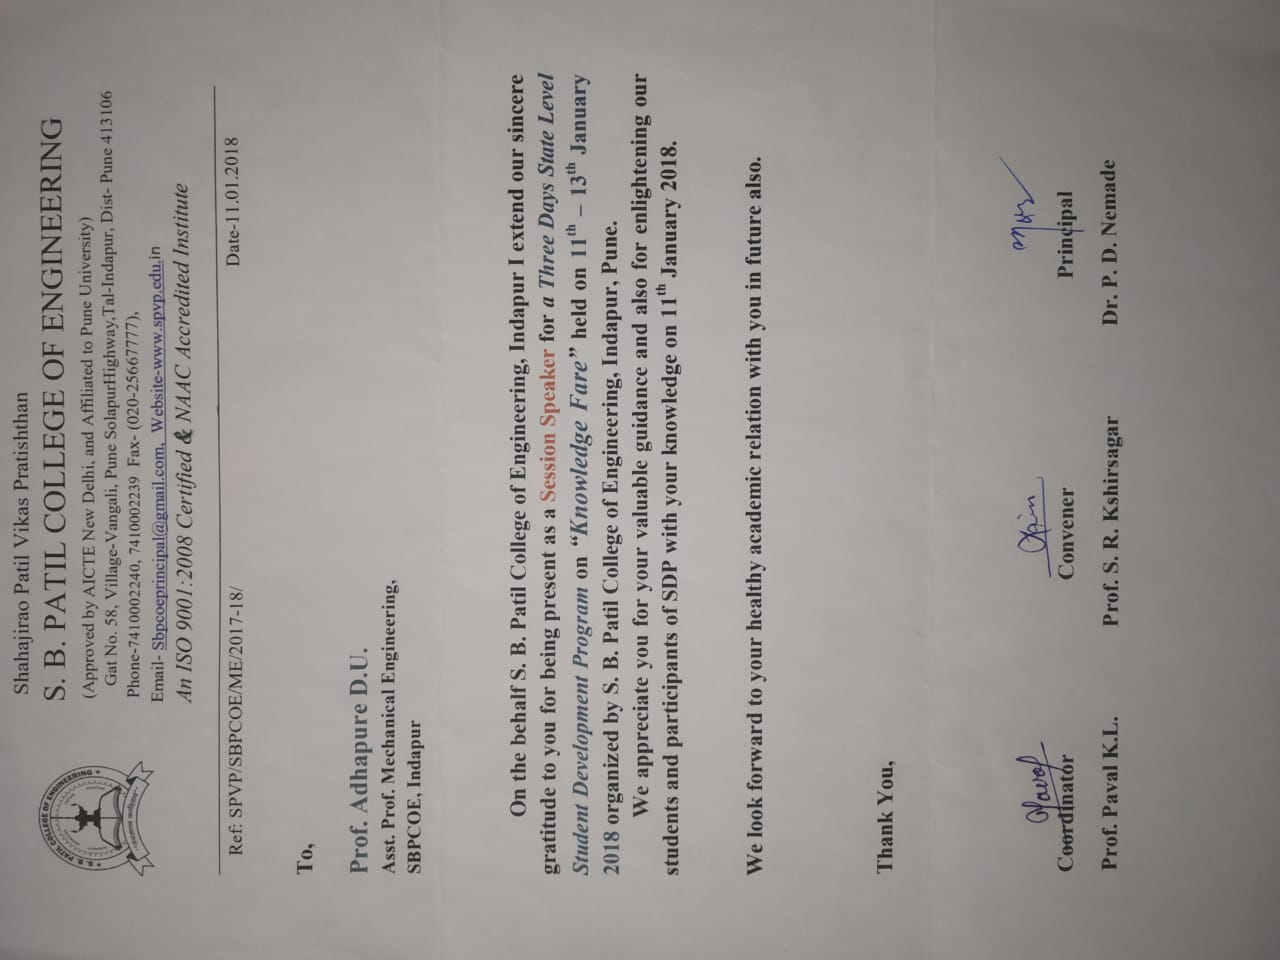 Shahajirao Patil Vikas Pratishthan
S. B. PATIL COLLEGE OF ENGINEERING
S. B. PATIL COLLEGE OF ENGINEERING
(Approved by AICTE New Delhi, and Affiliated to Pune University)
Gat No. 58, Village-Vangali, Pune SolapurHighway,Tal-Indapur, Dist- Pune 413106
Phone-7410002240, 7410002239 Fax- (020-25667777),
Email- Sbpcoeprincipal@gmail.com, Website-www.spvp.edu.in
An ISO 9001:2008 Certified & NAAC Accredited Institute
Ref: SPVP/SBPCOE/ME/2017-18/ Date-11.01.2018
To,
Prof. Adhapure D.U.
Asst. Prof. Mechanical Engineering,
SBPCOE, Indapur
On the behalf S. B. Patil College of Engineering, Indapur I extend our sincere
gratitude to you for being present as a Session Speaker for a Three Days State Level
Student Development Program on “Knowledge Fare” held on 11th – 13th January
2018 organized by S. B. Patil College of Engineering, Indapur, Pune.
We appreciate you for your valuable guidance and also for enlightening our
students and participants of SDP with your knowledge on 11th January 2018.
We look forward to your healthy academic relation with you in future also.
Thank You,
Coordinator Convener Principal
Prof. Paval K.L. Prof. S. R. Kshirsagar Dr. P. D. Nemade